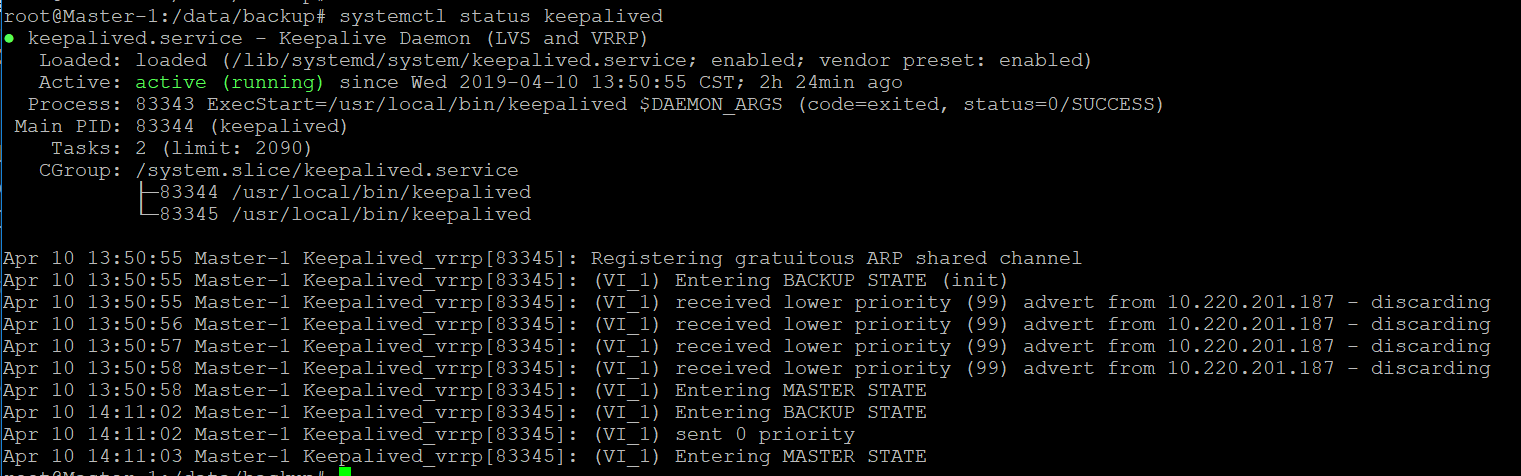 root@Master-1:/data/backup# systemctl status keepalived
● keepalived.service - Keepalive Daemon (LVS and VRRP)
   Loaded: loaded (/lib/systemd/system/keepalived.service; enabled; vendor preset: enabled)
   Active: active (running) since Wed 2019-04-10 13:50:55 CST; 2h 24min ago
  Process: 83343 ExecStart=/usr/local/bin/keepalived $DAEMON_ARGS (code=exited, status=0/SUCCESS)
 Main PID: 83344 (keepalived)
    Tasks: 2 (limit: 2090)
   CGroup: /system.slice/keepalived.service
           ├─83344 /usr/local/bin/keepalived
           └─83345 /usr/local/bin/keepalived

Apr 10 13:50:55 Master-1 Keepalived_vrrp[83345]: Registering gratuitous ARP shared channel
Apr 10 13:50:55 Master-1 Keepalived_vrrp[83345]: (VI_1) Entering BACKUP STATE (init)
Apr 10 13:50:55 Master-1 Keepalived_vrrp[83345]: (VI_1) received lower priority (99) advert from 10.220.201.187 - discarding
Apr 10 13:50:56 Master-1 Keepalived_vrrp[83345]: (VI_1) received lower priority (99) advert from 10.220.201.187 - discarding
Apr 10 13:50:57 Master-1 Keepalived_vrrp[83345]: (VI_1) received lower priority (99) advert from 10.220.201.187 - discarding
Apr 10 13:50:58 Master-1 Keepalived_vrrp[83345]: (VI_1) received lower priority (99) advert from 10.220.201.187 - discarding
Apr 10 13:50:58 Master-1 Keepalived_vrrp[83345]: (VI_1) Entering MASTER STATE
Apr 10 14:11:02 Master-1 Keepalived_vrrp[83345]: (VI_1) Entering BACKUP STATE
Apr 10 14:11:02 Master-1 Keepalived_vrrp[83345]: (VI_1) sent 0 priority
Apr 10 14:11:03 Master-1 Keepalived_vrrp[83345]: (VI_1) Entering MASTER STATE
root@Master-1:/data/backup#